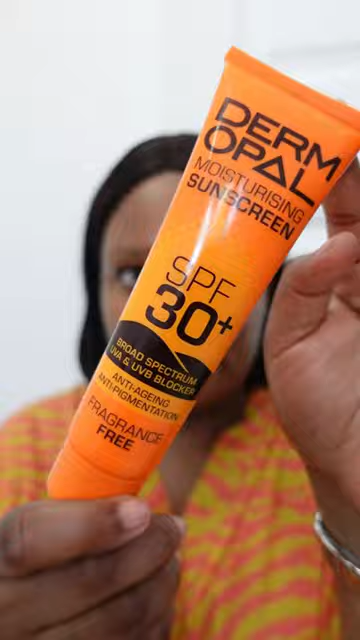 DERM
OPAL
MOISTURISING
SUNSCREEN
SPF
30+
BROAD SPECTRUM
UVA & UVB BLOCKER
ANTI-AGEING
ANTI-PIGMENTATION
FRAGRANCE
FREE